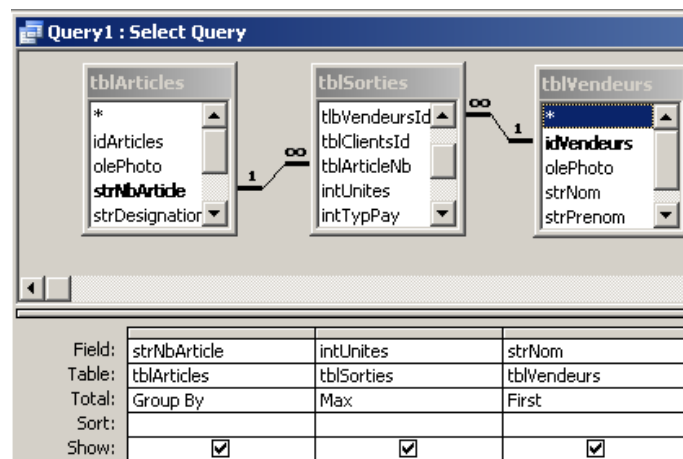 Query1 : Select Query
tblArticles
*
idArticles
olePhoto
strNbArticle
strDesignation
1
∞
tblSorties
tlbVendeursId
tblClientsId
tblArticleNb
intUnites
intTypPay
∞
1
tblVendeurs
*
idVendeurs
olePhoto
strNom
strPrenom
Field: strNbArticle intUnites strNom
Table: tblArticles tblSorties tblVendeurs
Total: Group By Max First
Sort:
Show: